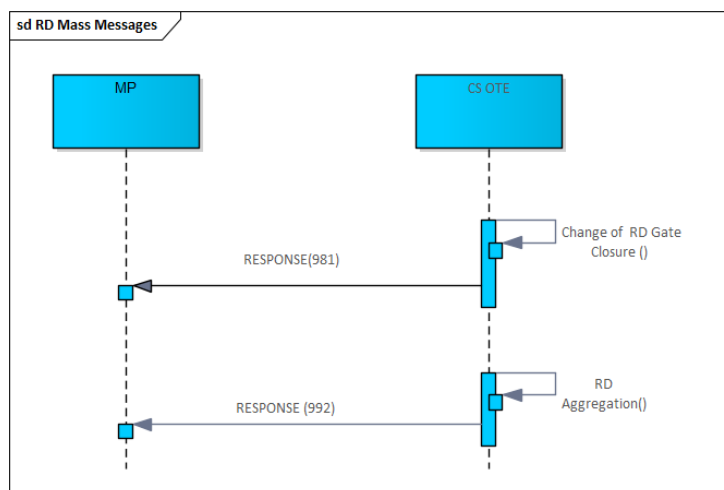 sd RD Mass Messages
MP
CS OTE
Change of RD Gate
Closure ()
RESPONSE(981)
RD
Aggregation()
RESPONSE (992)